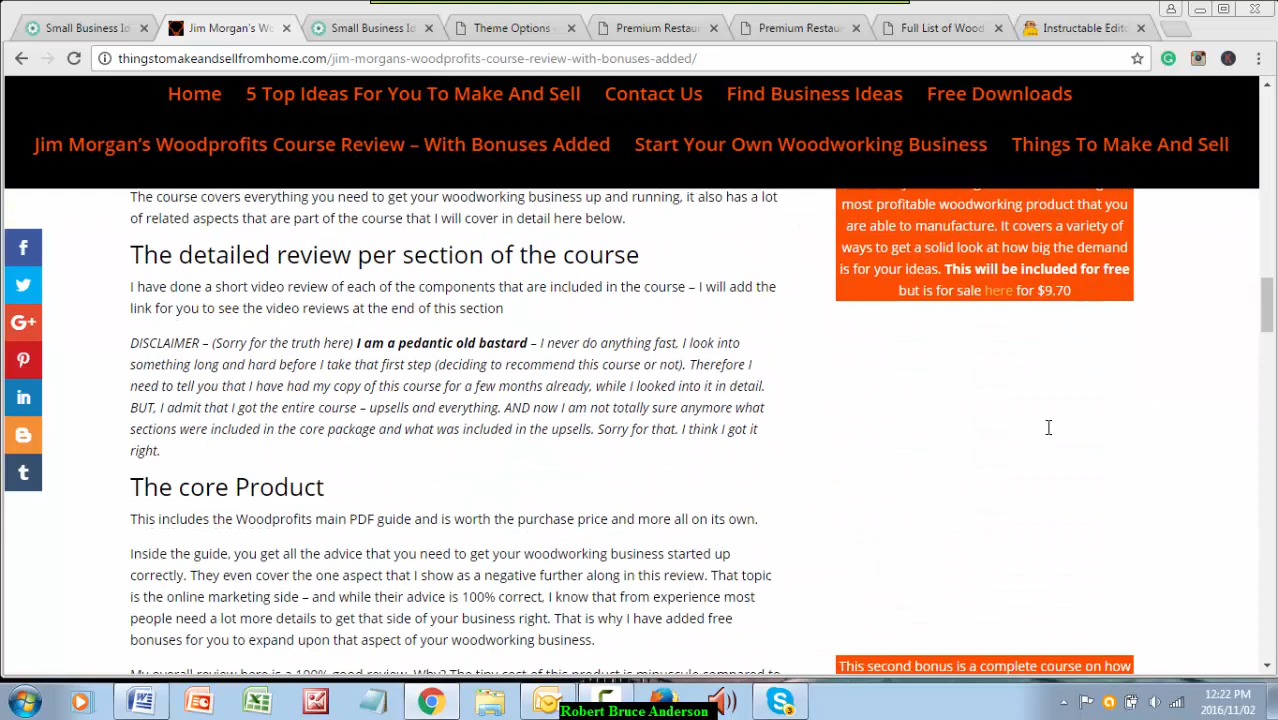 Small Business Id
Jim Morgan's Wo
Small Business Id
Theme Options
Premium Restau
Premium Restau
Full List of Wood
Instructable Edito
thingstomakeandsellfromhome.com/jim-morgans-woodprofits-course-review-with-bonuses-added/
Home
5 Top Ideas For You To Make And Sell
Contact Us
Find Business Ideas
Free Downloads
Jim Morgan's Woodprofits Course Review – With Bonuses Added
Start Your Own Woodworking Business
Things To Make And Sell
The course covers everything you need to get your woodworking business up and running, it also has a lot
of related aspects that are part of the course that I will cover in detail here below.
The detailed review per section of the course
I have done a short video review of each of the components that are included in the course – I will add the
link for you to see the video reviews at the end of this section
DISCLAIMER – (Sorry for the truth here) I am a pedantic old bastard – I never do anything fast, I look into
something long and hard before I take that first step (deciding to recommend this course or not). Therefore I
need to tell you that I have had my copy of this course for a few months already, while I looked into it in detail.
BUT, I admit that I got the entire course – upsells and everything. AND now I am not totally sure anymore what
sections were included in the core package and what was included in the upsells. Sorry for that. I think I got it
right.
The core Product
This includes the Woodprofits main PDF guide and is worth the purchase price and more all on its own.
Inside the guide, you get all the advice that you need to get your woodworking business started up
correctly. They even cover the one aspect that I show as a negative further along in this review. That topic
is the online marketing side – and while their advice is 100% correct, I know that from experience most
people need a lot more details to get that side of your business right. That is why I have added free
bonuses for you to expand upon that aspect of your woodworking business.
My overall review here is a 100% good review. Why? The tiny cost of this product is minuscule compared to
most profitable woodworking product that you
are able to manufacture. It covers a variety of
ways to get a solid look at how big the demand
is for your ideas. This will be included for free
but is for sale here for $9.70
This second bonus is a complete course on how
12:22 PM
2016/11/02
Robert Bruce Anderson